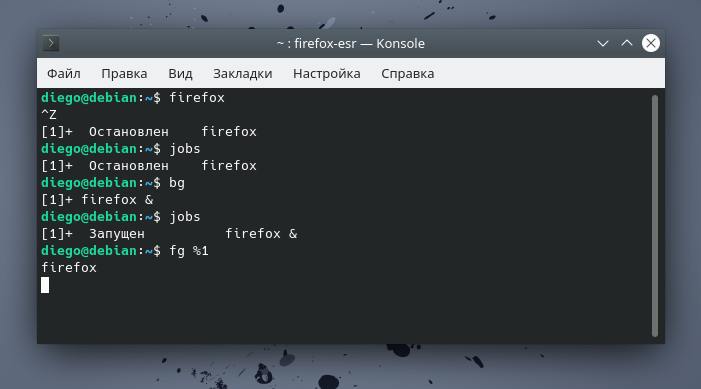 ~ : firefox-esr — Konsole
Файл Правка Вид Закладки Настройка Справка
diego@debian:~$ firefox
^Z
[1]+  Остановлен    firefox
diego@debian:~$ jobs
[1]+  Остановлен    firefox
diego@debian:~$ bg
[1]+ firefox &
diego@debian:~$ jobs
[1]+  Запущен          firefox &
diego@debian:~$ fg %1
firefox